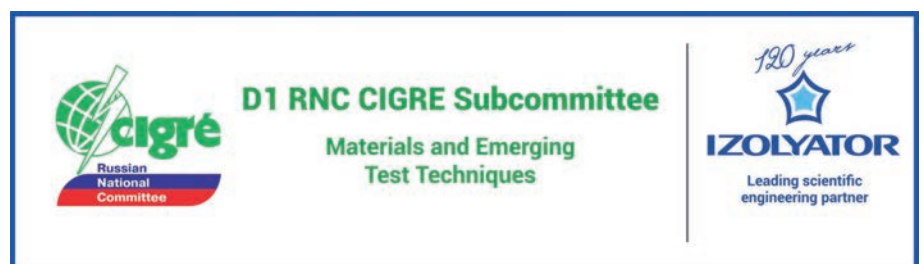 cigré
Russian
National
Committee
D1 RNC CIGRE Subcommittee
Materials and Emerging
Test Techniques
120 years
IZOLYATOR
Leading scientific
engineering partner